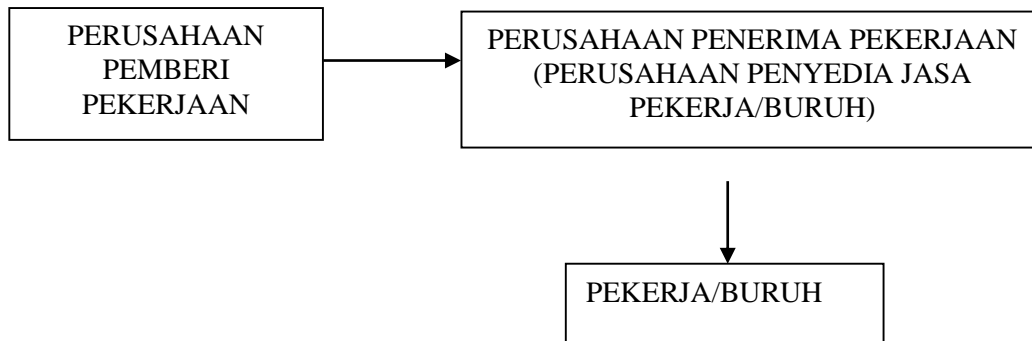 PERUSAHAAN
PEMBERI
PEKERJAAN
PERUSAHAAN PENERIMA PEKERJAAN
(PERUSAHAAN PENYEDIA JASA
PEKERJA/BURUH)
PEKERJA/BURUH